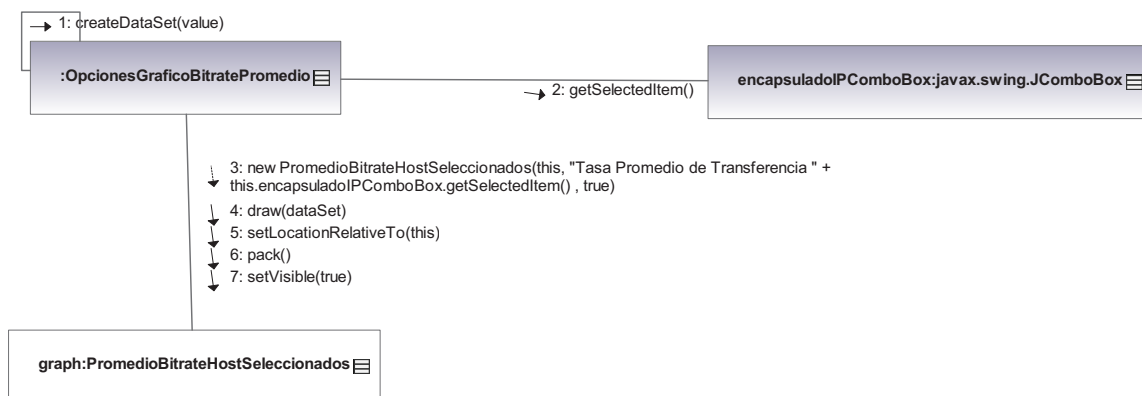 1: createDataSet(value)
:OpcionesGraficoBitratePromedio
encapsuladoIPComboBox:javax.swing.JComboBox
2: getSelectedItem()
3: new PromedioBitrateHostSeleccionados(this, "Tasa Promedio de Transferencia " +
this.encapsuladoIPComboBox.getSelectedItem() , true)
4: draw(dataSet)
5: setLocationRelativeTo(this)
6: pack()
7: setVisible(true)
graph:PromedioBitrateHostSeleccionados